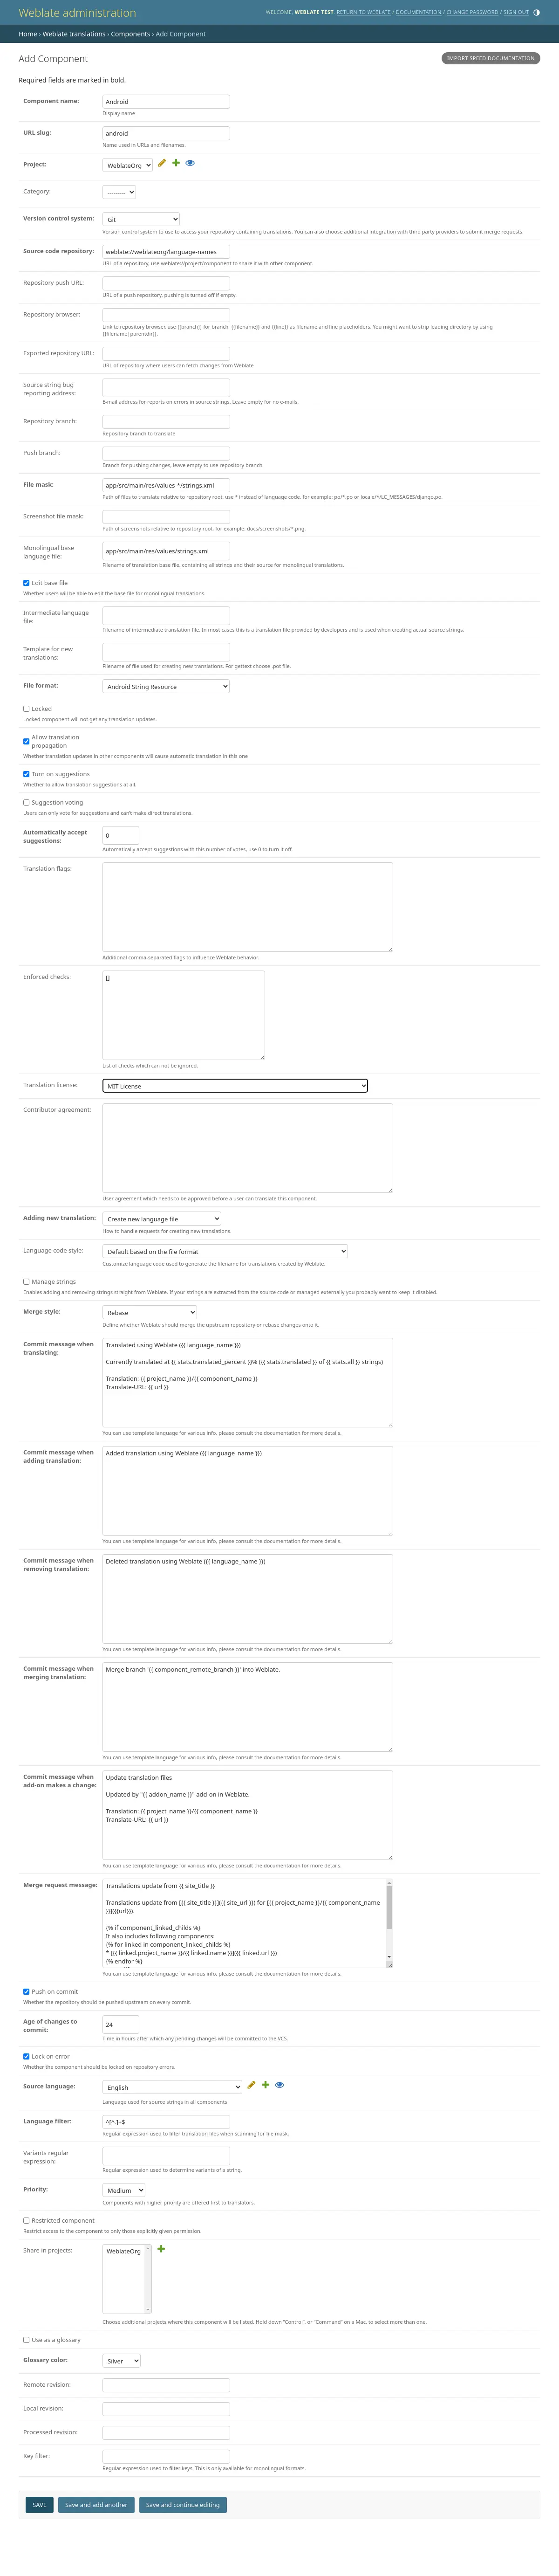 Weblate administration
WELCOME, WEBLATE TEST. RETURN TO WEBLATE / DOCUMENTATION / CHANGE PASSWORD / SIGN OUT
Home › Weblate translations › Components › Add Component
Add Component
IMPORT SPEED DOCUMENTATION
Required fields are marked in bold.
Component name:
Android
Display name
URL slug:
android
Name used in URLs and filenames.
Project:
WeblateOrg
Category:
---------
Version control system:
Git
Version control system to use to access your repository containing translations. You can also choose additional integration with third party providers to submit merge requests.
Source code repository:
weblate://weblateorg/language-names
URL of a repository, use weblate://project/component to share it with other component.
Repository push URL:
URL of a push repository, pushing is turned off if empty.
Repository browser:
Link to repository browser, use {{branch}} for branch, {{filename}} and {{line}} as filename and line placeholders. You might want to strip leading directory by using
{{filename|parentdir}}.
Exported repository URL:
URL of repository where users can fetch changes from Weblate
Source string bug
reporting address:
E-mail address for reports on errors in source strings. Leave empty for no e-mails.
Repository branch:
Repository branch to translate
Push branch:
Branch for pushing changes, leave empty to use repository branch
File mask:
app/src/main/res/values-*/strings.xml
Path of files to translate relative to repository root, use * instead of language code, for example: po/*.po or locale/*/LC_MESSAGES/django.po.
Screenshot file mask:
Path of screenshots relative to repository root, for example: docs/screenshots/*.png.
Monolingual base
language file:
app/src/main/res/values/strings.xml
Filename of translation base file, containing all strings and their source for monolingual translations.
Edit base file
Whether users will be able to edit the base file for monolingual translations.
Intermediate language
file:
Filename of intermediate translation file. In most cases this is a translation file provided by developers and is used when creating actual source strings.
Template for new
translations:
Filename of file used for creating new translations. For gettext choose .pot file.
File format:
Android String Resource
Locked
Locked component will not get any translation updates.
Allow translation
propagation
Whether translation updates in other components will cause automatic translation in this one
Turn on suggestions
Whether to allow translation suggestions at all.
Suggestion voting
Users can only vote for suggestions and can't make direct translations.
Automatically accept
suggestions:
0
Automatically accept suggestions with this number of votes, use 0 to turn it off.
Translation flags:
Additional comma-separated flags to influence Weblate behavior.
Enforced checks:
[]
List of checks which can not be ignored.
Translation license:
MIT License
Contributor agreement:
User agreement which needs to be approved before a user can translate this component.
Adding new translation:
Create new language file
How to handle requests for creating new translations.
Language code style:
Default based on the file format
Customize language code used to generate the filename for translations created by Weblate.
Manage strings
Enables adding and removing strings straight from Weblate. If your strings are extracted from the source code or managed externally you probably want to keep it disabled.
Merge style:
Rebase
Define whether Weblate should merge the upstream repository or rebase changes onto it.
Commit message when
translating:
Translated using Weblate ({{ language_name }})
Currently translated at {{ stats.translated_percent }}% ({{ stats.translated }} of {{ stats.all }} strings)
Translation: {{ project_name }}/{{ component_name }}
Translate-URL: {{ url }}
You can use template language for various info, please consult the documentation for more details.
Commit message when
adding translation:
Added translation using Weblate ({{ language_name }})
You can use template language for various info, please consult the documentation for more details.
Commit message when
removing translation:
Deleted translation using Weblate ({{ language_name }})
You can use template language for various info, please consult the documentation for more details.
Commit message when
merging translation:
Merge branch '{{ component_remote_branch }}' into Weblate.
You can use template language for various info, please consult the documentation for more details.
Commit message when
add-on makes a change:
Update translation files
Updated by "{{ addon_name }}" add-on in Weblate.
Translation: {{ project_name }}/{{ component_name }}
Translate-URL: {{ url }}
You can use template language for various info, please consult the documentation for more details.
Merge request message:
Translations update from {{ site_title }}
Translations update from [{{ site_title }}]({{ site_url }}) for [{{ project_name }}/{{ component_name
}}]({{url}}).
{% if component_linked_childs %}
It also includes following components:
{% for linked in component_linked_childs %}
* [{{ linked.project_name }}/{{ linked.name }}]({{ linked.url }})
{% endfor %}
You can use template language for various info, please consult the documentation for more details.
Push on commit
Whether the repository should be pushed upstream on every commit.
Age of changes to
commit:
24
Time in hours after which any pending changes will be committed to the VCS.
Lock on error
Whether the component should be locked on repository errors.
Source language:
English
Language used for source strings in all components
Language filter:
^[^.]+$
Regular expression used to filter translation files when scanning for file mask.
Variants regular
expression:
Regular expression used to determine variants of a string.
Priority:
Medium
Components with higher priority are offered first to translators.
Restricted component
Restrict access to the component to only those explicitly given permission.
Share in projects:
WeblateOrg
Choose additional projects where this component will be listed. Hold down “Control”, or “Command” on a Mac, to select more than one.
Use as a glossary
Glossary color:
Silver
Remote revision:
Local revision:
Processed revision:
Key filter:
Regular expression used to filter keys. This is only available for monolingual formats.
SAVE
Save and add another
Save and continue editing